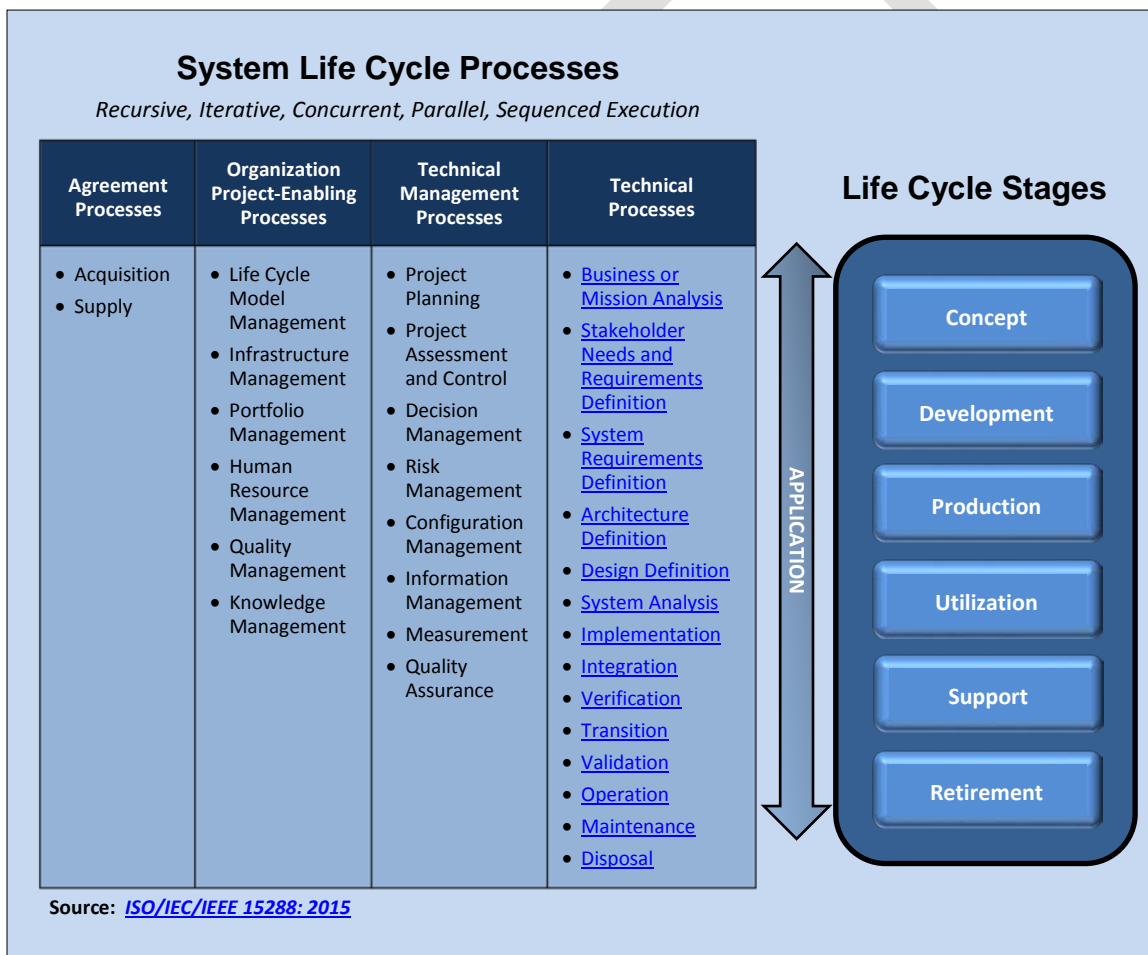 System Life Cycle Processes
Recursive, Iterative, Concurrent, Parallel, Sequenced Execution
Agreement
Processes
Organization
Project-Enabling
Processes
Technical
Management
Processes
Technical
Processes
• Acquisition
• Supply
• Life Cycle
Model
Management
• Infrastructure
Management
• Portfolio
Management
• Human
Resource
Management
• Quality
Management
• Knowledge
Management
• Project
Planning
• Project
Assessment
and Control
• Decision
Management
• Risk
Management
• Configuration
Management
• Information
Management
• Measurement
• Quality
Assurance
• Business or
Mission Analysis
• Stakeholder
Needs and
Requirements
Definition
• System
Requirements
Definition
• Architecture
Definition
• Design Definition
• System Analysis
• Implementation
• Integration
• Verification
• Transition
• Validation
• Operation
• Maintenance
• Disposal
APPLICATION
Life Cycle Stages
Concept
Development
Production
Utilization
Support
Retirement
Source: ISO/IEC/IEEE 15288: 2015